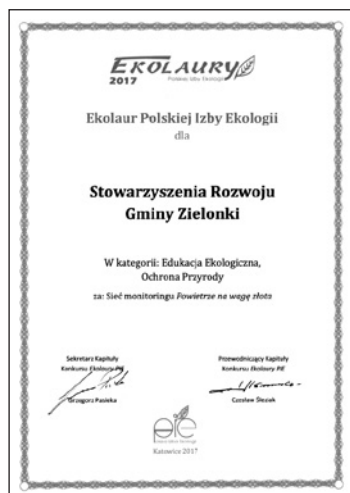 EKOLAURY
2017 Polskiej Izby Ekologii
Ekolaur Polskiej Izby Ekologii
dla
Stowarzyszenia Rozwoju
Gminy Zielonki
W kategorii: Edukacja Ekologiczna,
Ochrona Przyrody
za: Sieć monitoringu Powietrze na wagę złota
Sekretarz Kapituły
Konkursu Ekolaury PIE
Grzegorz Pasieka
Przewodniczący Kapituły
Konkursu Ekolaury PIE
Czesław Śleziak
pie
Katowice 2017